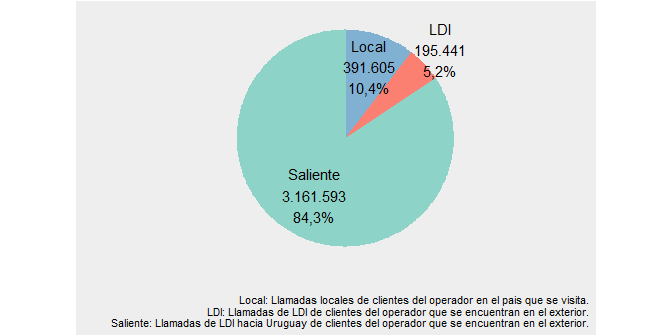 LDI
195.441
5,2%
Local
391.605
10,4%
Saliente
3.161.593
84,3%
Local: Llamadas locales de clientes del operador en el pais que se visita.
LDI: Llamadas de LDI de clientes del operador que se encuentran en el exterior.
Saliente: Llamadas de LDI hacia Uruguay de clientes del operador que se encuentran en el exterior.